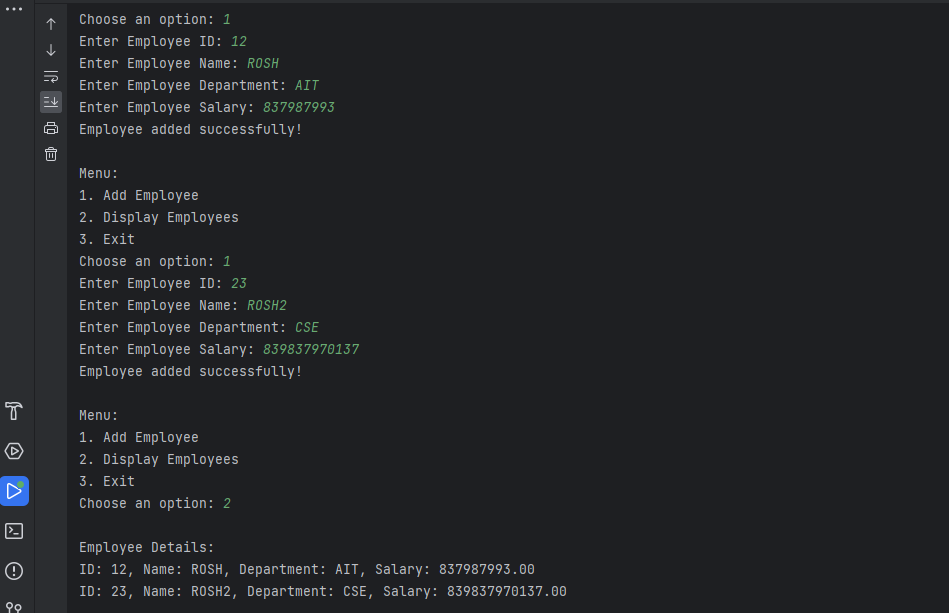 Choose an option: 1
Enter Employee ID: 12
Enter Employee Name: ROSH
Enter Employee Department: AIT
Enter Employee Salary: 837987993
Employee added successfully!

Menu:
1. Add Employee
2. Display Employees
3. Exit
Choose an option: 1
Enter Employee ID: 23
Enter Employee Name: ROSH2
Enter Employee Department: CSE
Enter Employee Salary: 839837970137
Employee added successfully!

Menu:
1. Add Employee
2. Display Employees
3. Exit
Choose an option: 2

Employee Details:
ID: 12, Name: ROSH, Department: AIT, Salary: 837987993.00
ID: 23, Name: ROSH2, Department: CSE, Salary: 839837970137.00